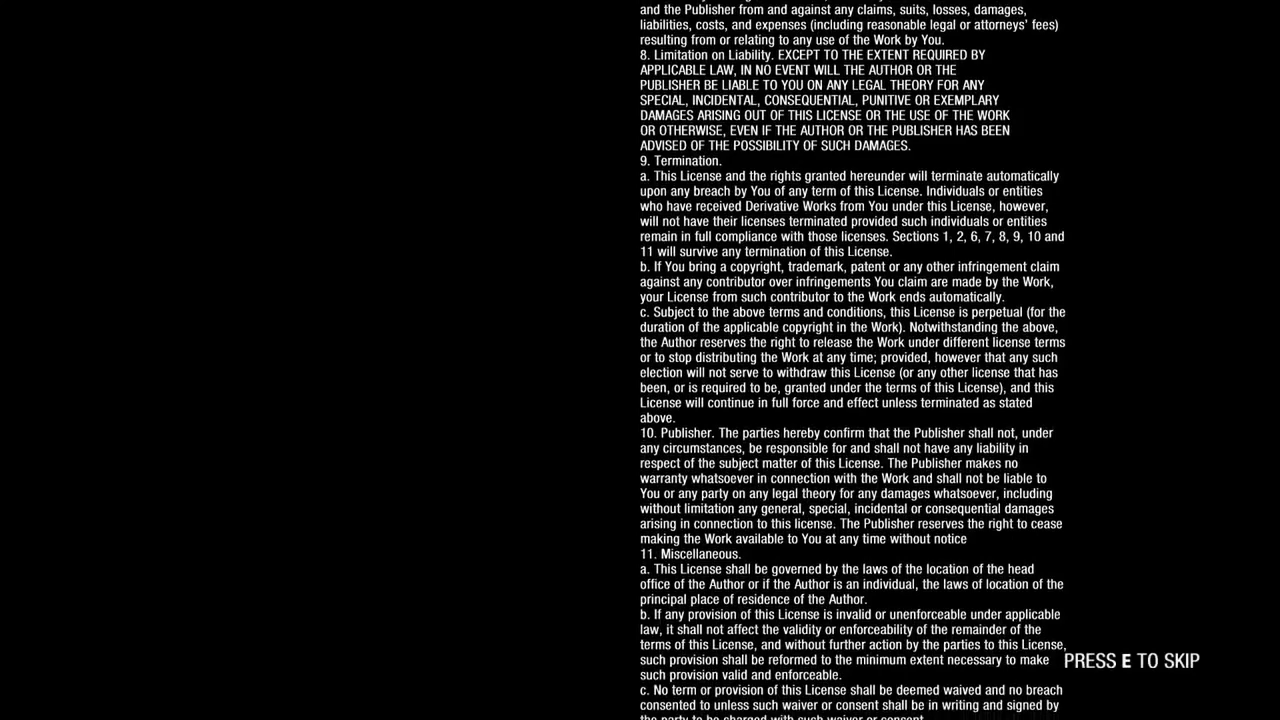 and the Publisher from and against any claims, suits, losses, damages,
liabilities, costs, and expenses (including reasonable legal or attorneys' fees)
resulting from or relating to any use of the Work by You.
8. Limitation on Liability. EXCEPT TO THE EXTENT REQUIRED BY
APPLICABLE LAW, IN NO EVENT WILL THE AUTHOR OR THE
PUBLISHER BE LIABLE TO YOU ON ANY LEGAL THEORY FOR ANY
SPECIAL, INCIDENTAL, CONSEQUENTIAL, PUNITIVE OR EXEMPLARY
DAMAGES ARISING OUT OF THIS LICENSE OR THE USE OF THE WORK
OR OTHERWISE, EVEN IF THE AUTHOR OR THE PUBLISHER HAS BEEN
ADVISED OF THE POSSIBILITY OF SUCH DAMAGES.
9. Termination.
a. This License and the rights granted hereunder will terminate automatically
upon any breach by You of any term of this License. Individuals or entities
who have received Derivative Works from You under this License, however,
will not have their licenses terminated provided such individuals or entities
remain in full compliance with those licenses. Sections 1, 2, 6, 7, 8, 9, 10 and
11 will survive any termination of this License.
b. If You bring a copyright, trademark, patent or any other infringement claim
against any contributor over infringements You claim are made by the Work,
your License from such contributor to the Work ends automatically.
c. Subject to the above terms and conditions, this License is perpetual (for the
duration of the applicable copyright in the Work). Notwithstanding the above,
the Author reserves the right to release the Work under different license terms
or to stop distributing the Work at any time; provided, however that any such
election will not serve to withdraw this License (or any other license that has
been, or is required to be, granted under the terms of this License), and this
License will continue in full force and effect unless terminated as stated
above.
10. Publisher. The parties hereby confirm that the Publisher shall not, under
any circumstances, be responsible for and shall not have any liability in
respect of the subject matter of this License. The Publisher makes no
warranty whatsoever in connection with the Work and shall not be liable to
You or any party on any legal theory for any damages whatsoever, including
without limitation any general, special, incidental or consequential damages
arising in connection to this license. The Publisher reserves the right to cease
making the Work available to You at any time without notice
11. Miscellaneous.
a. This License shall be governed by the laws of the location of the head
office of the Author or if the Author is an individual, the laws of location of the
principal place of residence of the Author.
b. If any provision of this License is invalid or unenforceable under applicable
law, it shall not affect the validity or enforceability of the remainder of the
terms of this License, and without further action by the parties to this License,
such provision shall be reformed to the minimum extent necessary to make
such provision valid and enforceable.
PRESS E TO SKIP
c. No term or provision of this License shall be deemed waived and no breach
consented to unless such waiver or consent shall be in writing and signed by
the party to be charged with such waiver or consent.